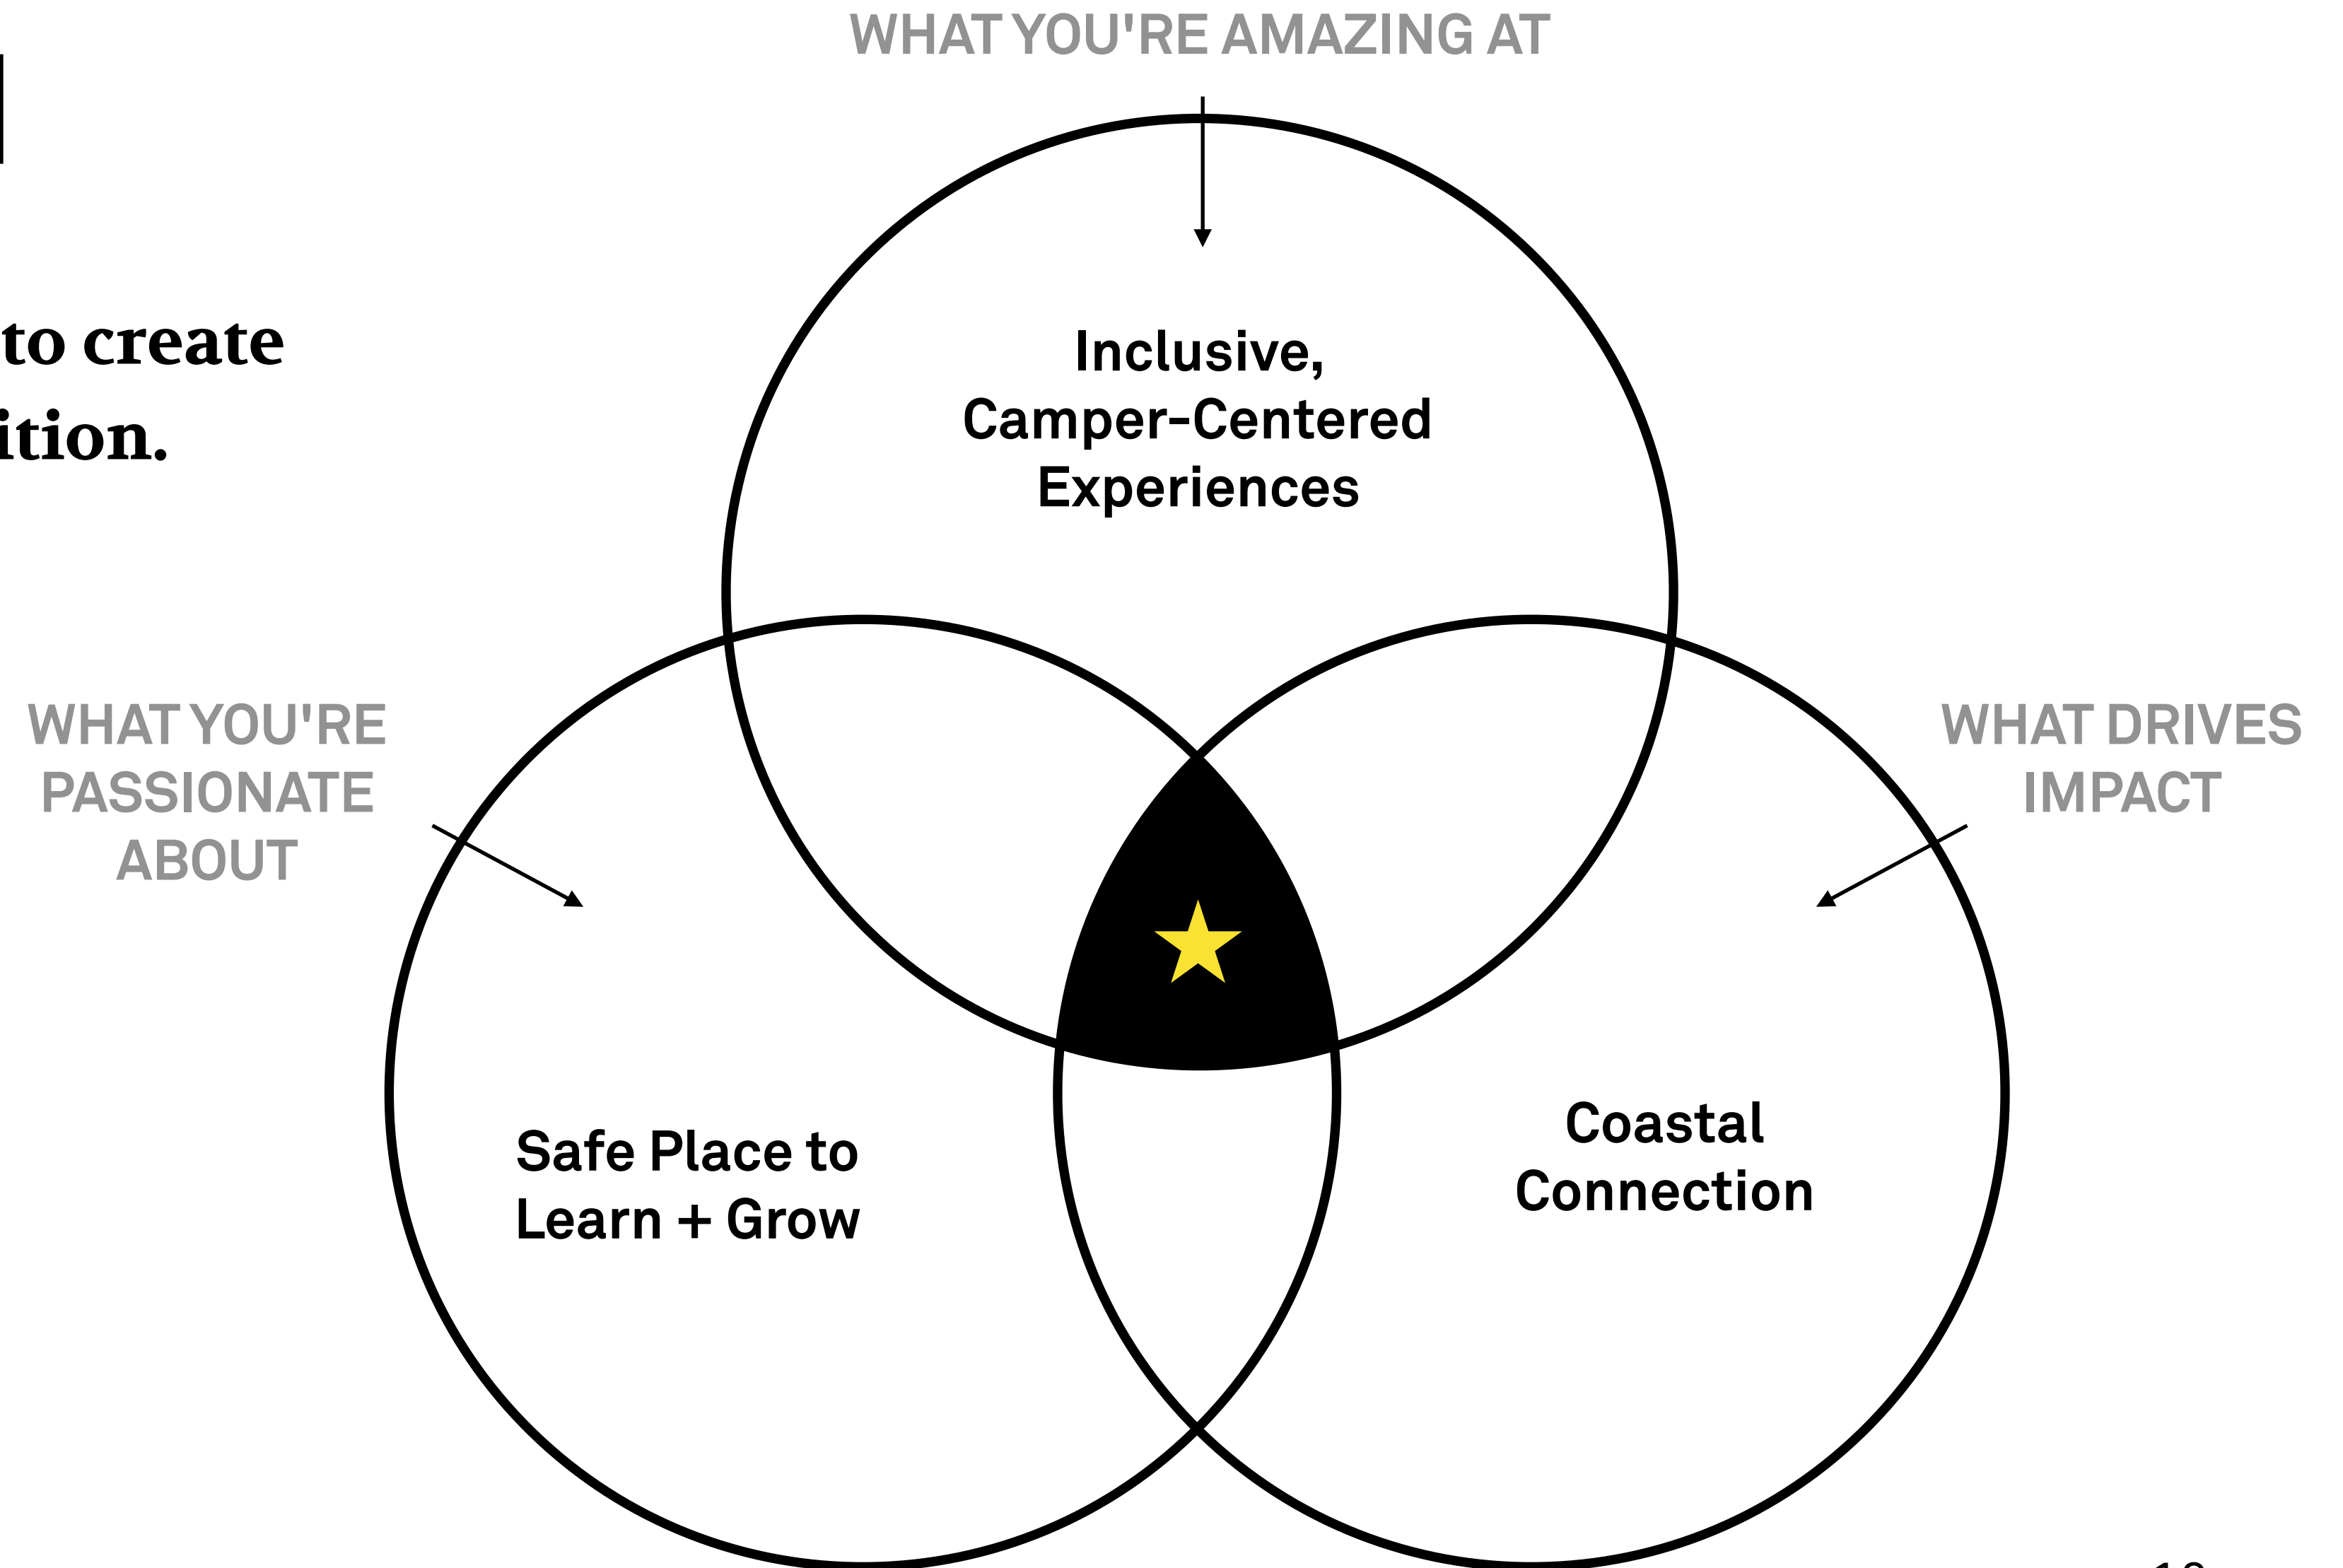 WHAT YOU'RE AMAZING AT
to create
ition.
Inclusive,
Camper-Centered
Experiences
WHAT YOU'RE
PASSIONATE
ABOUT
WHAT DRIVES
IMPACT
Safe Place to
Learn + Grow
Coastal
Connection